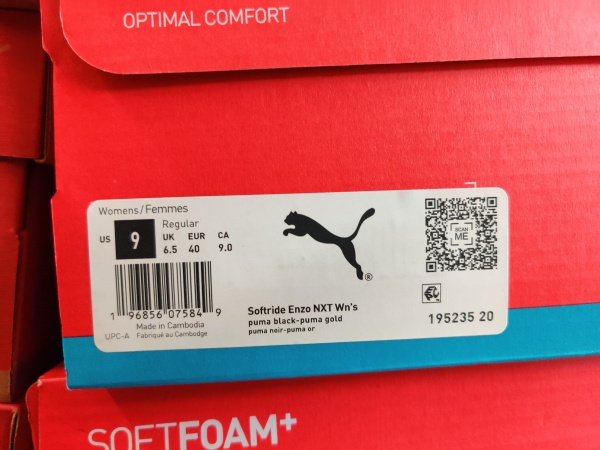 OPTIMAL COMFORT
Womens/Femmes
Regular
US 9 UK EUR CA
6.5 40 9.0
1 96856 07584 9
Made in Cambodia
UPC-A Fabriqué au Cambodge
®
Softride Enzo NXT Wn's
puma black-puma gold
puma noir-puma or
SCAN
ME
195235 20
SOFTFOAM+